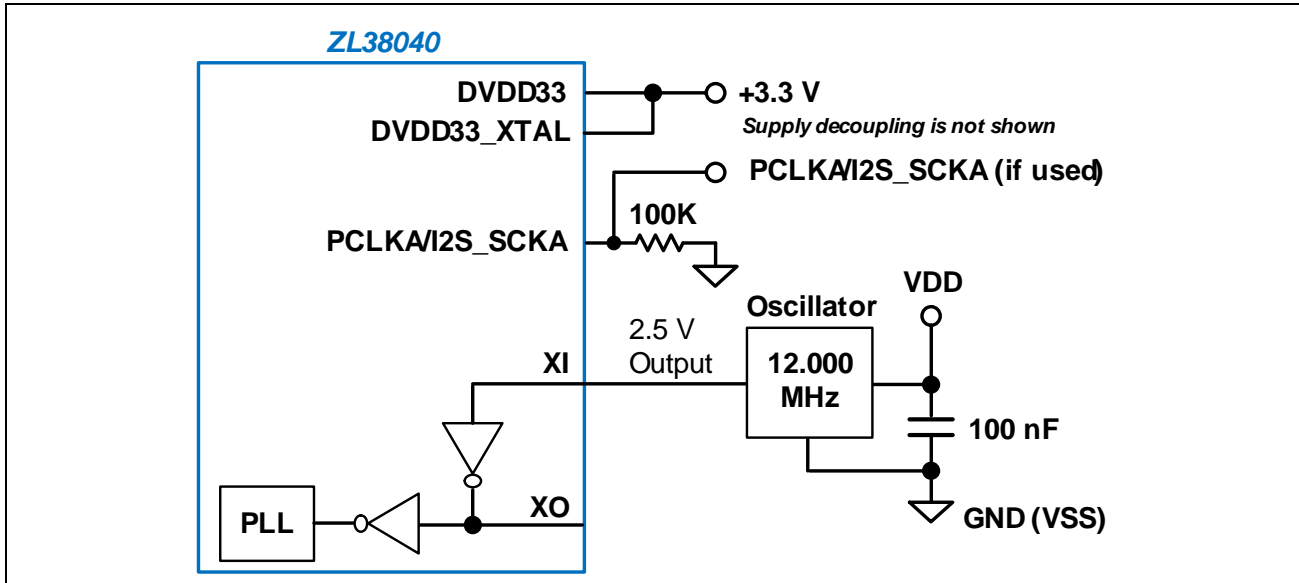 ZL38040
DVDD33
+3.3 V
DVDD33_XTAL
Supply decoupling is not shown
PCLKA/I2S_SCKA (if used)
100K
PCLKA/I2S_SCKA
VDD
Oscillator
2.5 V
Output
XI
12.000
MHz
100 nF
XO
PLL
GND (VSS)